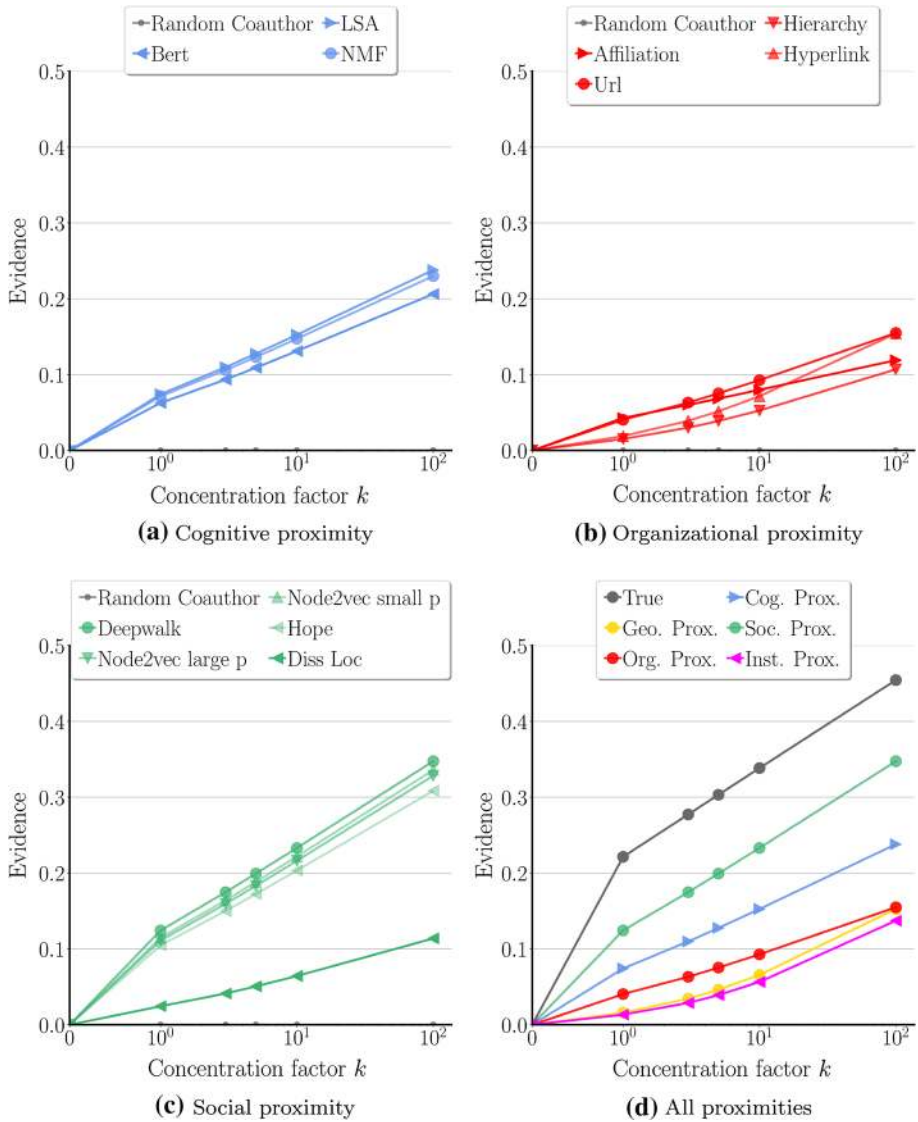 Random Coauthor LSA
Bert NMF
0.5
0.4
0.3
0.2
0.1
0.0
Evidence
0 10^0 10^1 10^2
Concentration factor k
(a) Cognitive proximity
Random Coauthor Hierarchy
Affiliation Hyperlink
Url
0.5
0.4
0.3
0.2
0.1
0.0
Evidence
0 10^0 10^1 10^2
Concentration factor k
(b) Organizational proximity
Random Coauthor Node2vec small p
Deepwalk Hope
Node2vec large p Diss Loc
0.5
0.4
0.3
0.2
0.1
0.0
Evidence
0 10^0 10^1 10^2
Concentration factor k
(c) Social proximity
True Cog. Prox.
Geo. Prox. Soc. Prox.
Org. Prox. Inst. Prox.
0.5
0.4
0.3
0.2
0.1
0.0
Evidence
0 10^0 10^1 10^2
Concentration factor k
(d) All proximities